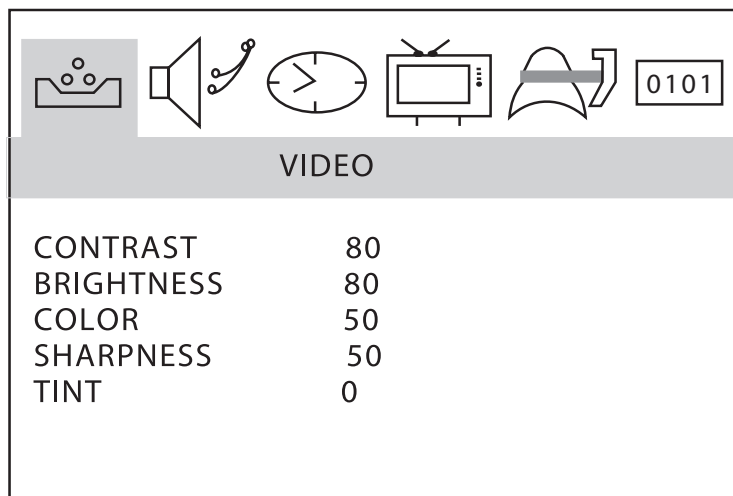 0101
VIDEO
CONTRAST 80
BRIGHTNESS 80
COLOR 50
SHARPNESS 50
TINT 0